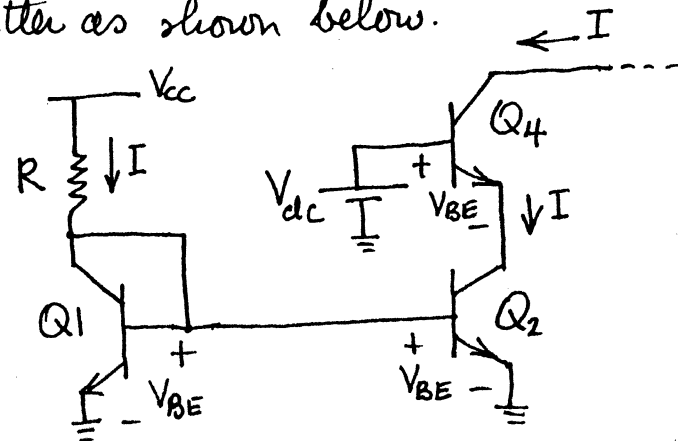 tter as shown below.
I
Vcc
Q4
R
I
+
Vdc
VBE
-
I
Q1
Q2
+
+
VBE
-
VBE
-